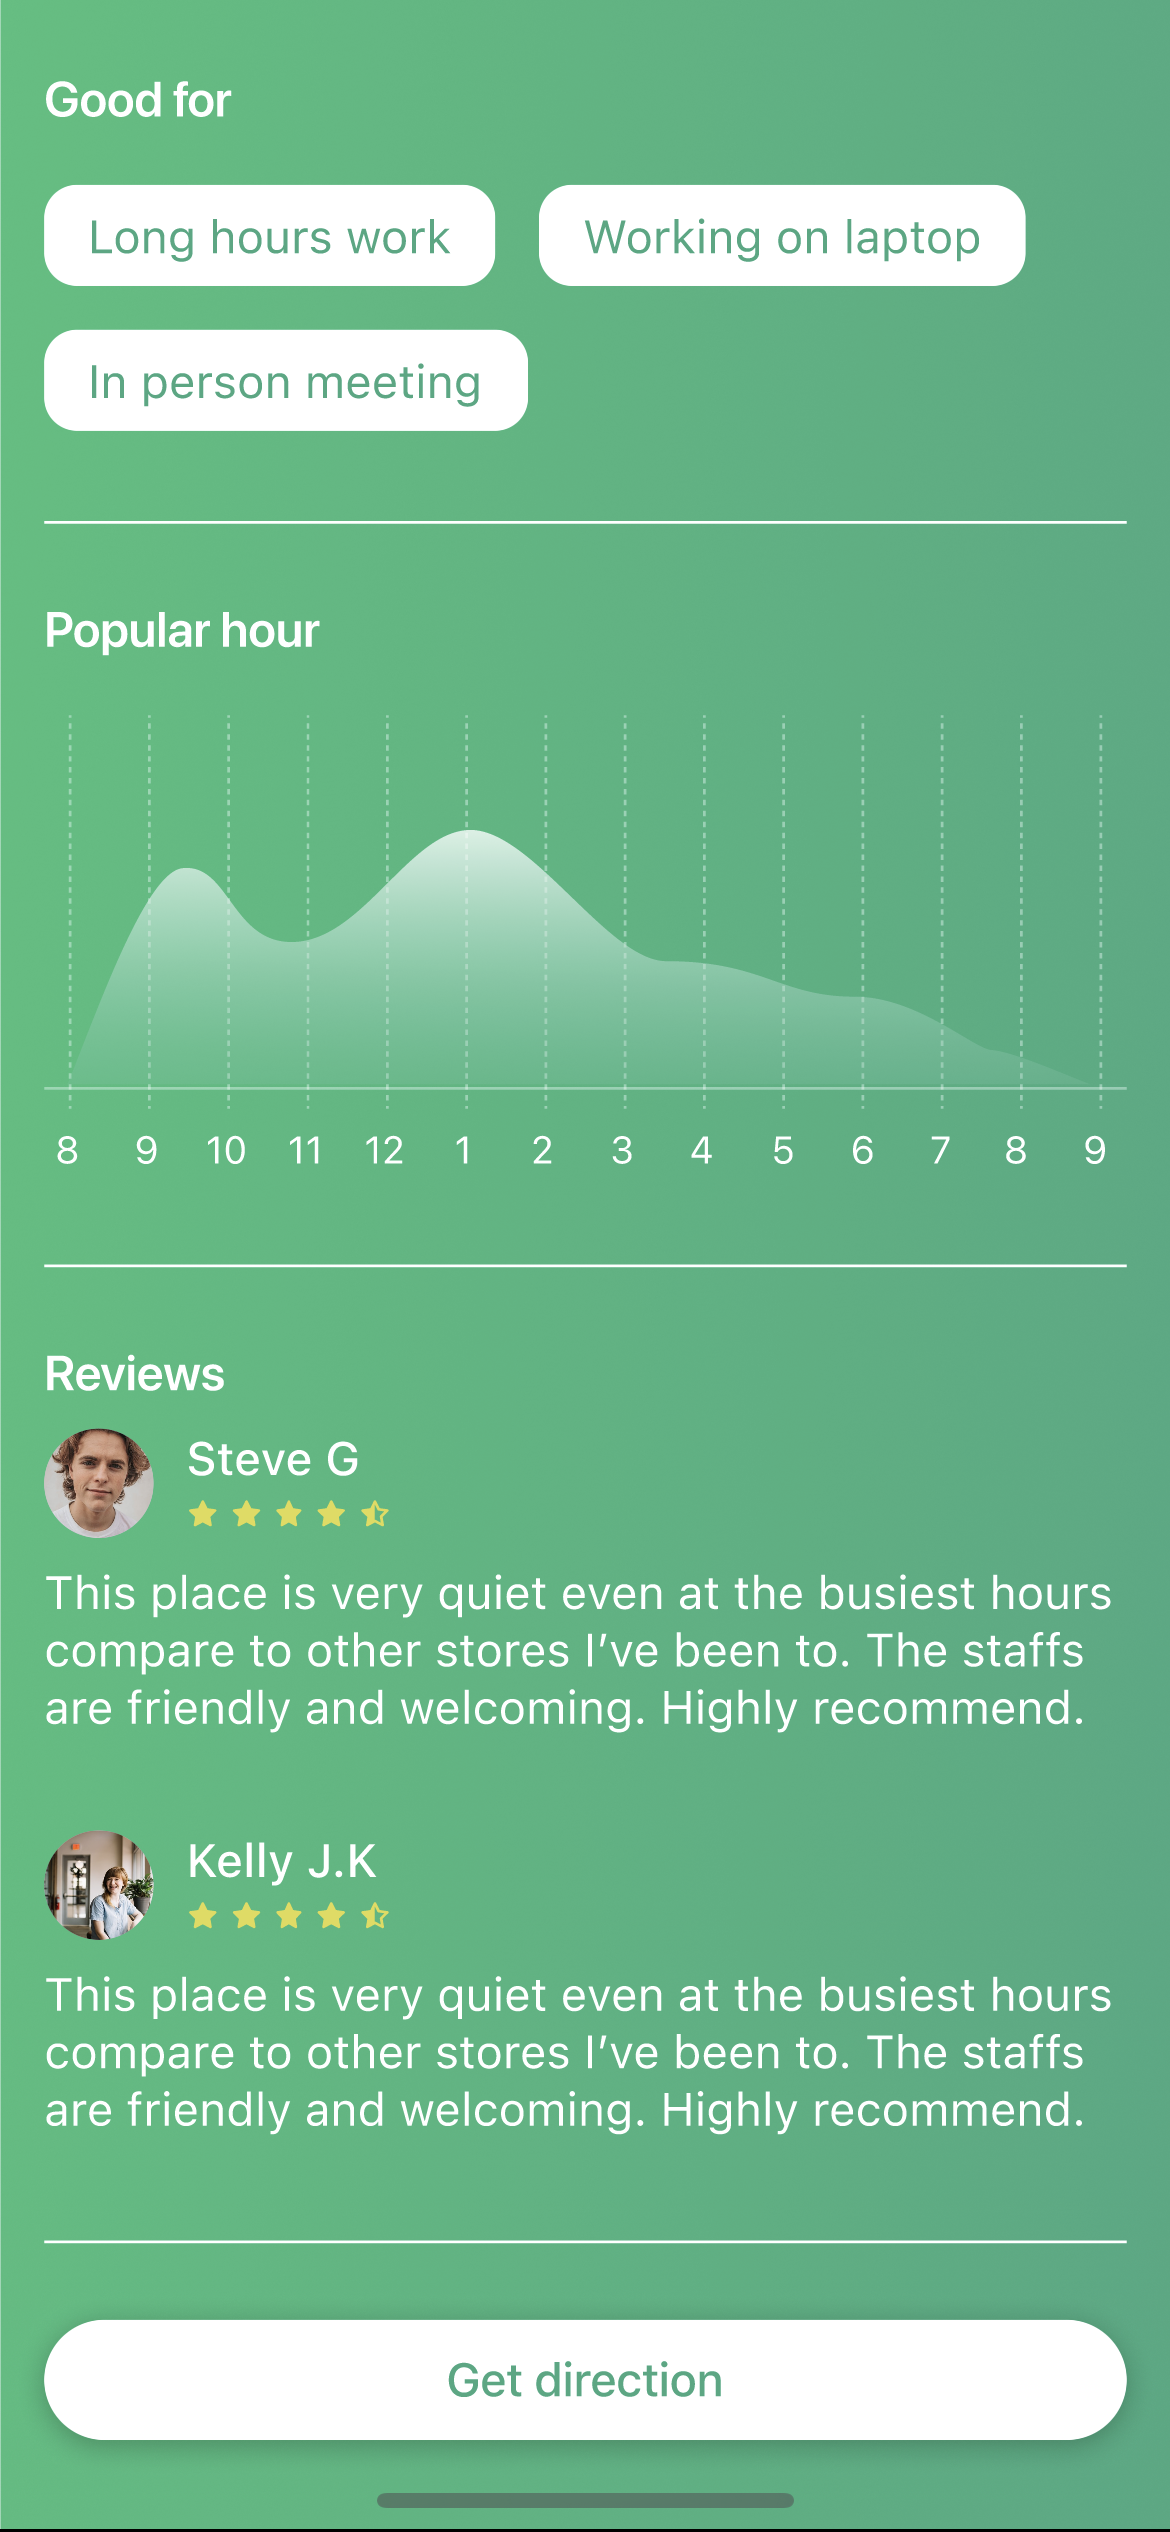 Good for
Long hours work
Working on laptop
In person meeting
Popular hour
8 9 10 11 12 1 2 3 4 5 6 7 8 9
Reviews
Steve G
This place is very quiet even at the busiest hours
compare to other stores I’ve been to. The staffs
are friendly and welcoming. Highly recommend.
Kelly J.K
This place is very quiet even at the busiest hours
compare to other stores I’ve been to. The staffs
are friendly and welcoming. Highly recommend.
Get direction